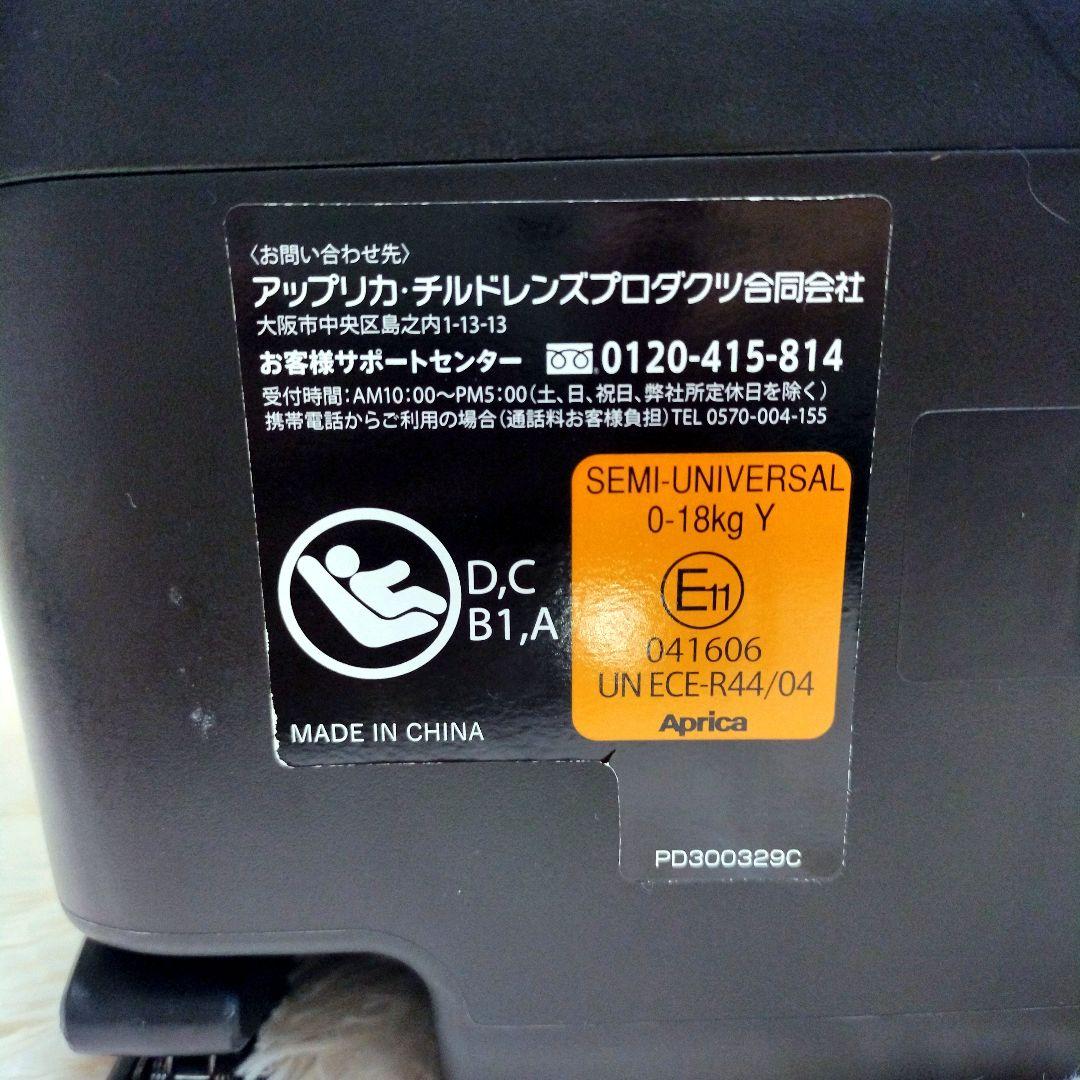 〈お問い合わせ先〉
アップリカ・チルドレンズプロダクツ合同会社
大阪市中央区島之内1-13-13
お客様サポートセンター 0120-415-814
受付時間:AM10:00〜PM5:00(土、日、祝日、弊社所定休日を除く)
携帯電話からご利用の場合(通話料お客様負担)TEL 0570-004-155
SEMI-UNIVERSAL
0-18kg Y
E11
041606
UN ECE-R44/04
Aprica
D,C
B1,A
MADE IN CHINA
PD300329C